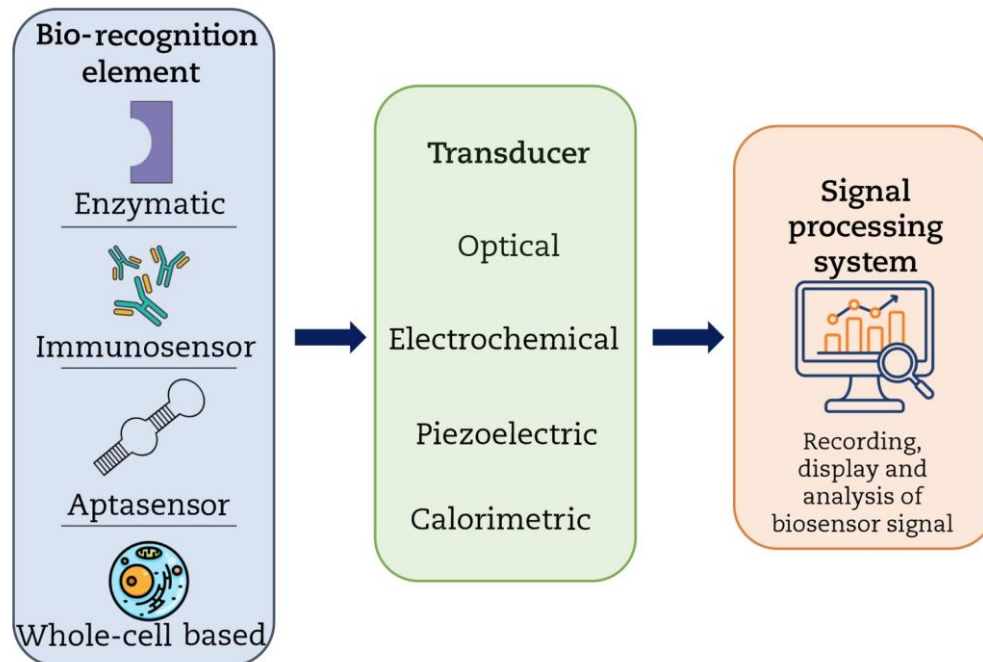 Bio-recognition
element
Enzymatic
Immunosensor
Aptasensor
Whole-cell based
Transducer
Optical
Electrochemical
Piezoelectric
Calorimetric
Signal
processing
system
Recording,
display and
analysis of
biosensor signal